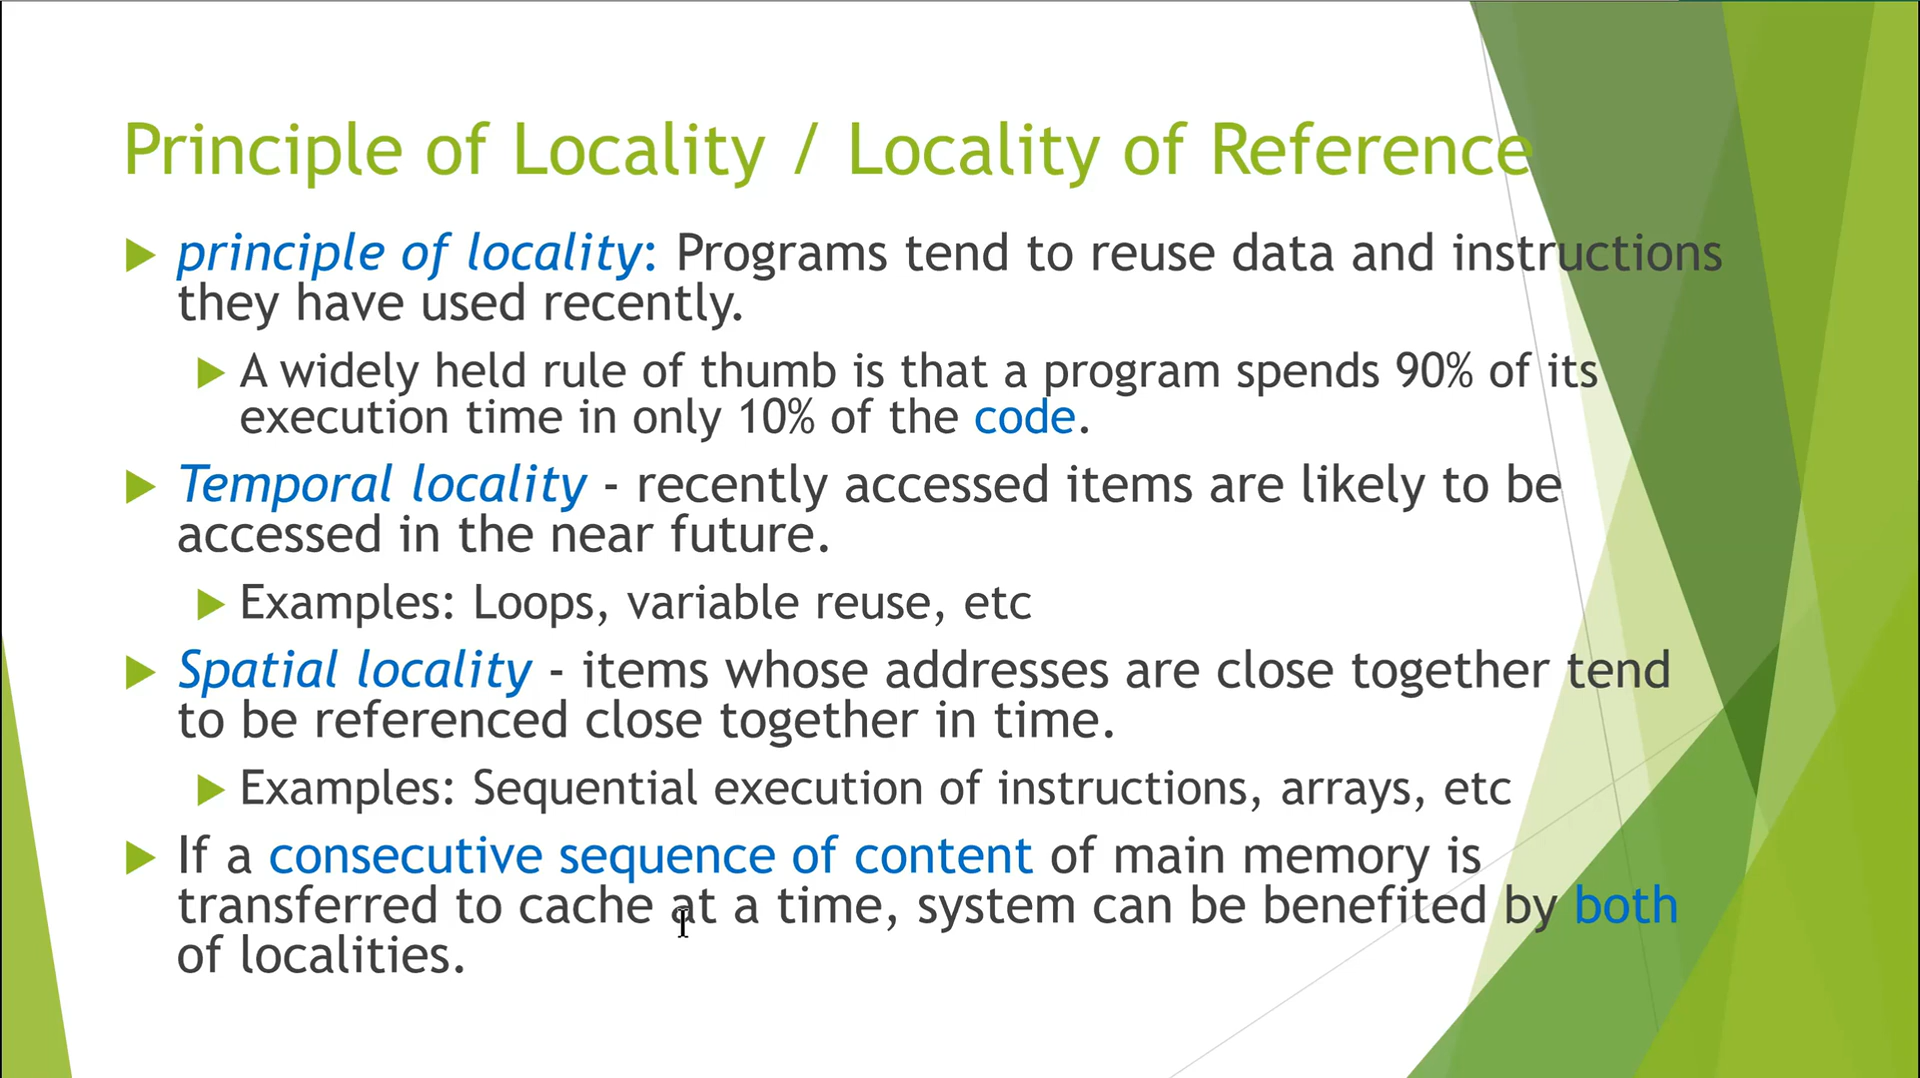 Principle of Locality / Locality of Reference
principle of locality: Programs tend to reuse data and instructions
they have used recently.
A widely held rule of thumb is that a program spends 90% of its
execution time in only 10% of the code.
Temporal locality - recently accessed items are likely to be
accessed in the near future.
Examples: Loops, variable reuse, etc
Spatial locality - items whose addresses are close together tend
to be referenced close together in time.
Examples: Sequential execution of instructions, arrays, etc
If a consecutive sequence of content of main memory is
transferred to cache at a time, system can be benefited by both
of localities.